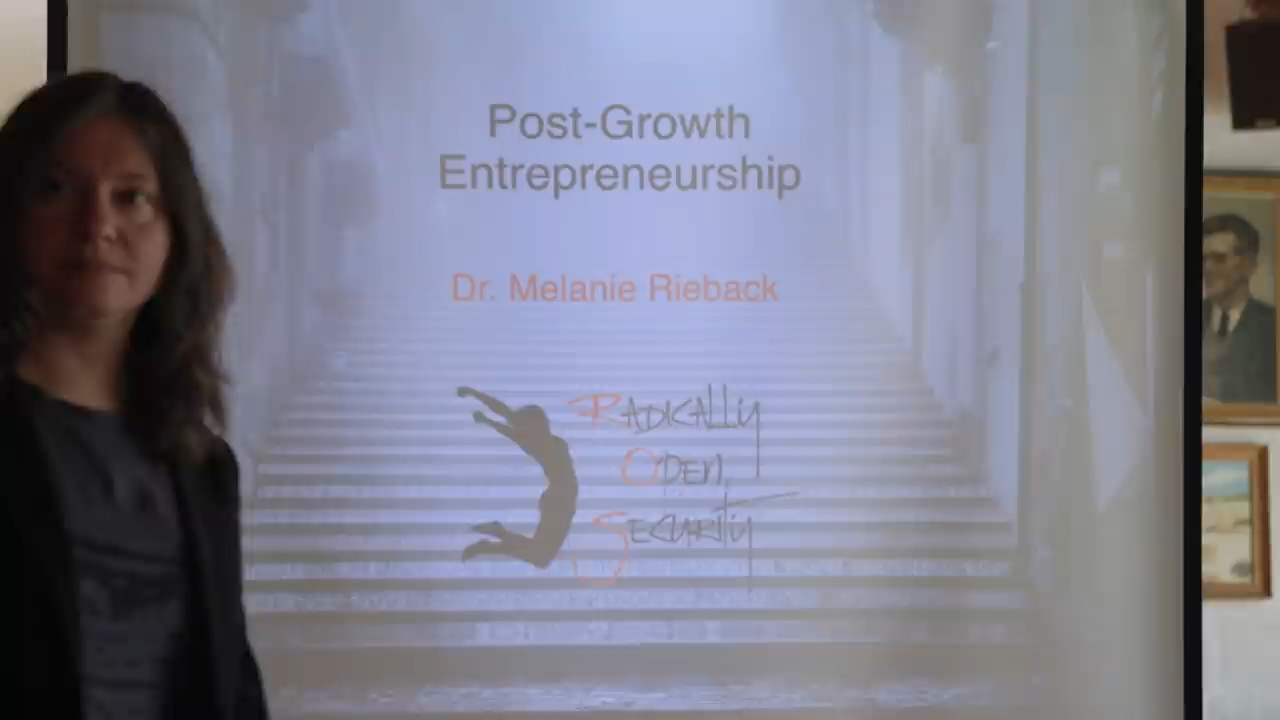 Post-Growth
Entrepreneurship
Dr. Melanie Rieback
RADICALLY
OPEN
SECURITY